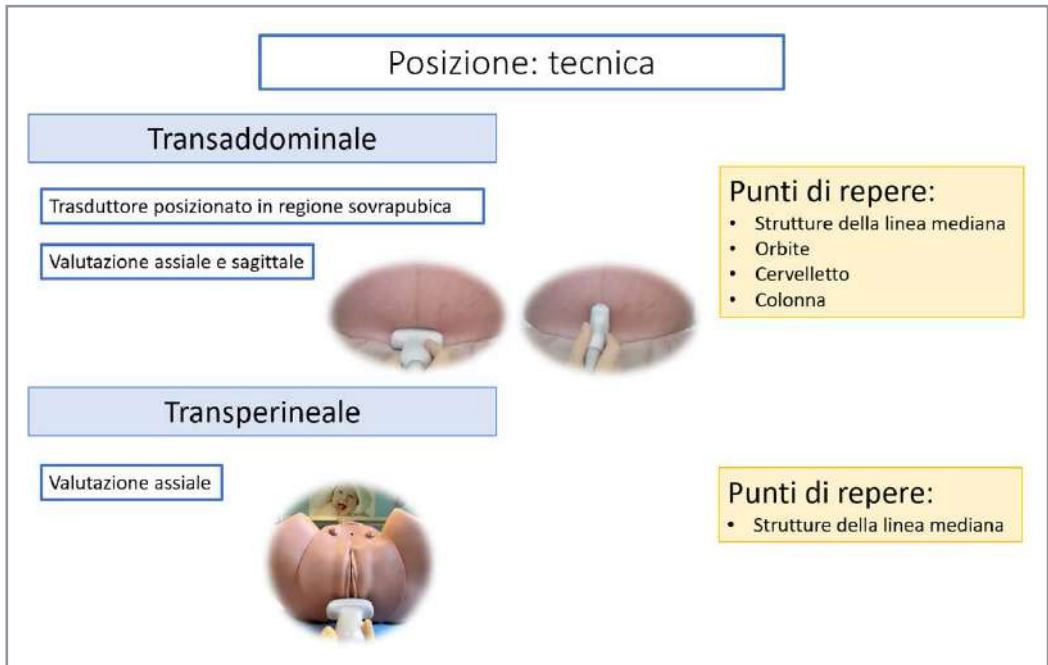 Posizione: tecnica
Transaddominale
Trasduttore posizionato in regione sovrapubica
Valutazione assiale e sagittale
Punti di repere:
• Strutture della linea mediana
• Orbite
• Cervelletto
• Colonna
Transperineale
Valutazione assiale
Punti di repere:
• Strutture della linea mediana